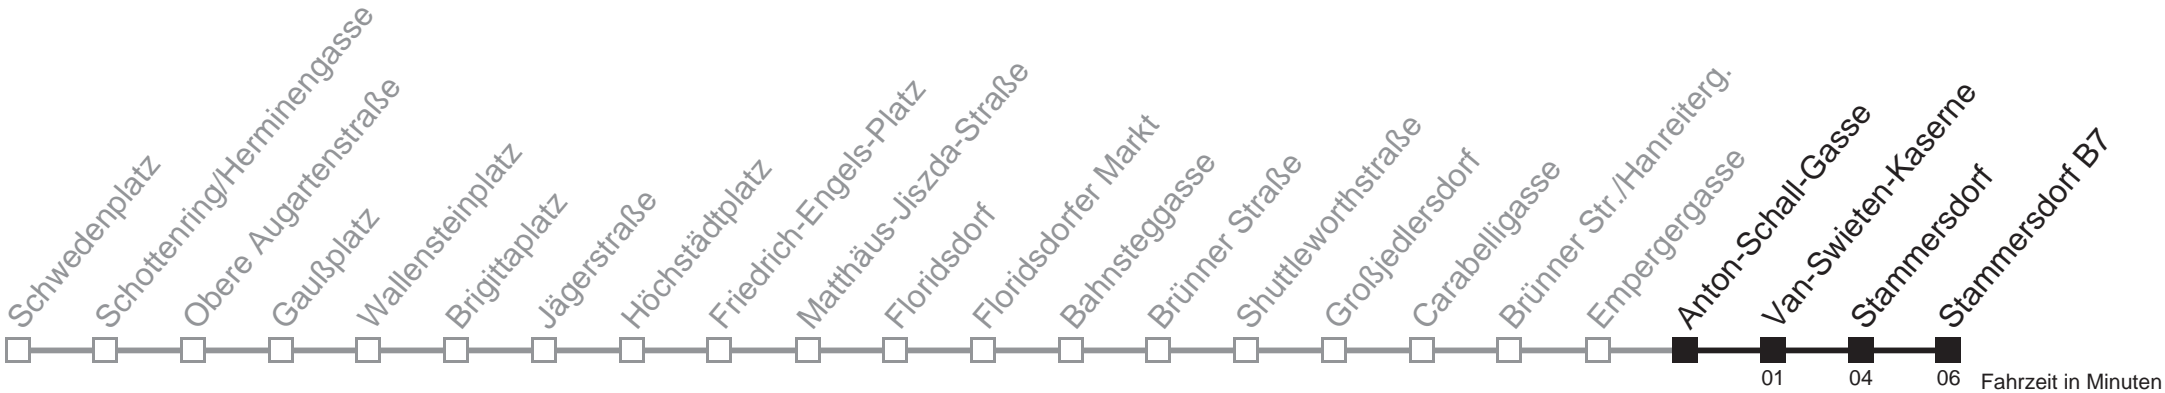 Schwedenplatz
Schottenring/Herminengasse
Obere Augartenstraße
Gaußplatz
Wallensteinplatz
Brigittaplatz
Jägerstraße
Höchstädtplatz
Friedrich-Engels-Platz
Matthäus-Jiszda-Straße
Floridsdorf
Floridsdorfer Markt
Bahnsteggasse
Brünner Straße
Shuttleworthstraße
Großjedlersdorf
Carabelligasse
Brünner Str./Hanreiterg.
Empergergasse
Anton-Schall-Gasse
Van-Swieten-Kaserne
Stammersdorf
Stammersdorf B7
01 04 06 Fahrzeit in Minuten